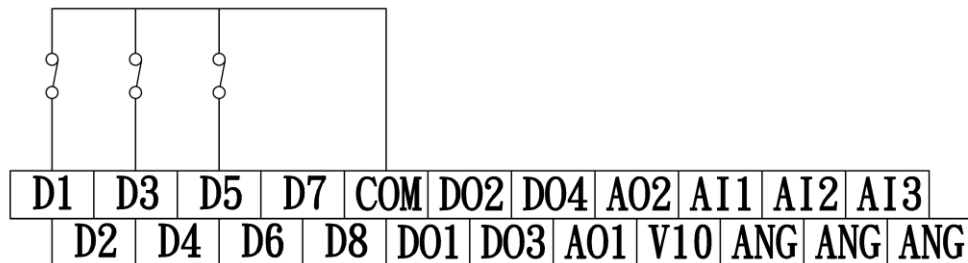 D1 D3 D5 D7 COM DO2 DO4 AO2 AI1 AI2 AI3
D2 D4 D6 D8 DO1 DO3 AO1 V10 ANG ANG ANG